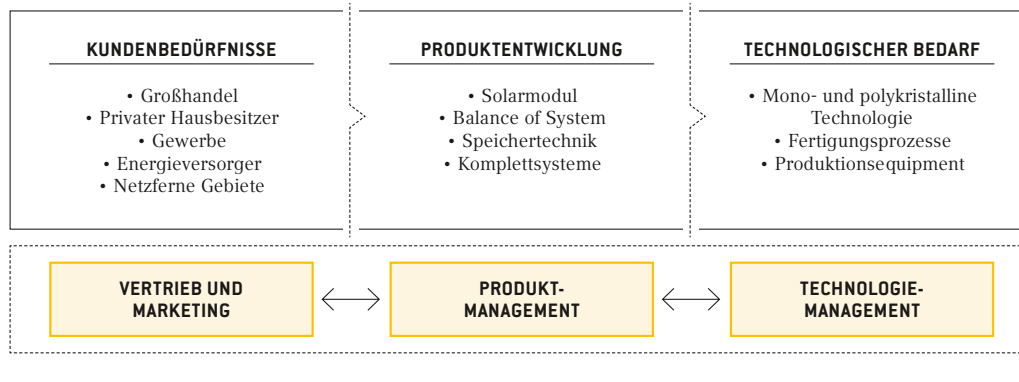 KUNDENBEDÜRFNISSE
• Großhandel
• Privater Hausbesitzer
• Gewerbe
• Energieversorger
• Netzferne Gebiete
PRODUKTENTWICKLUNG
• Solarmodul
• Balance of System
• Speichertechnik
• Komplettsysteme
TECHNOLOGISCHER BEDARF
• Mono- und polykristalline
Technologie
• Fertigungsprozesse
• Produktionsequipment
VERTRIEB UND
MARKETING
PRODUKT-
MANAGEMENT
TECHNOLOGIE-
MANAGEMENT